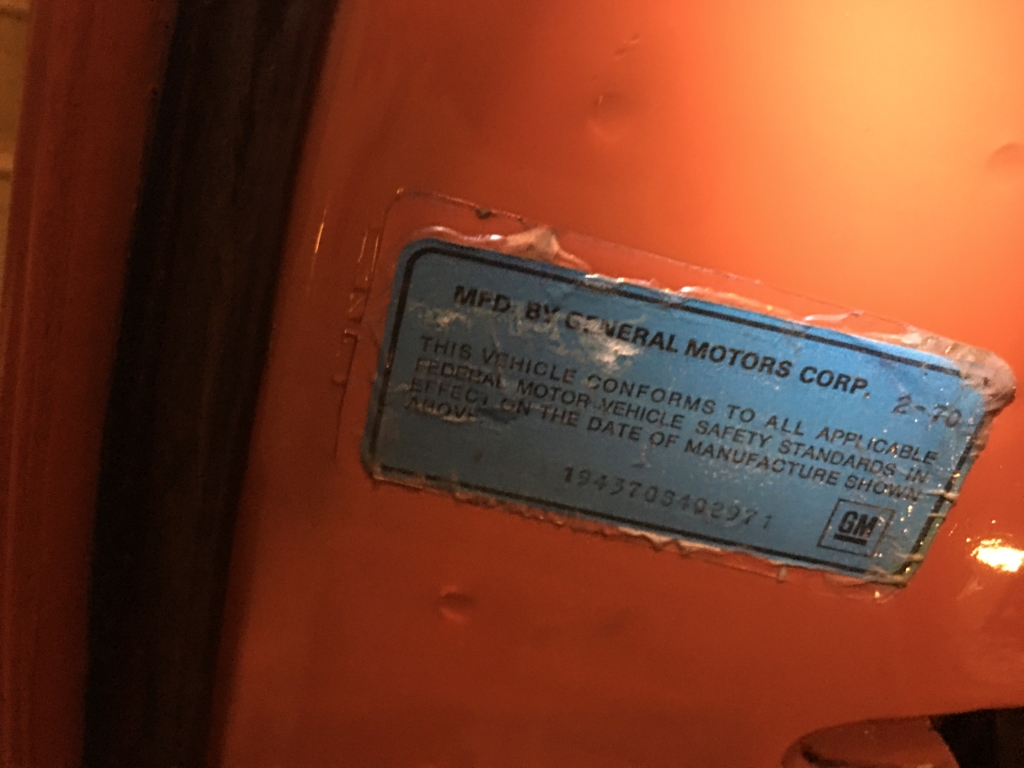 MFD. BY GENERAL MOTORS CORP.
2-70
THIS VEHICLE CONFORMS TO ALL APPLICABLE
FEDERAL MOTOR VEHICLE SAFETY STANDARDS IN
EFFECT ON THE DATE OF MANUFACTURE SHOWN
ABOVE
194370S402971
GM